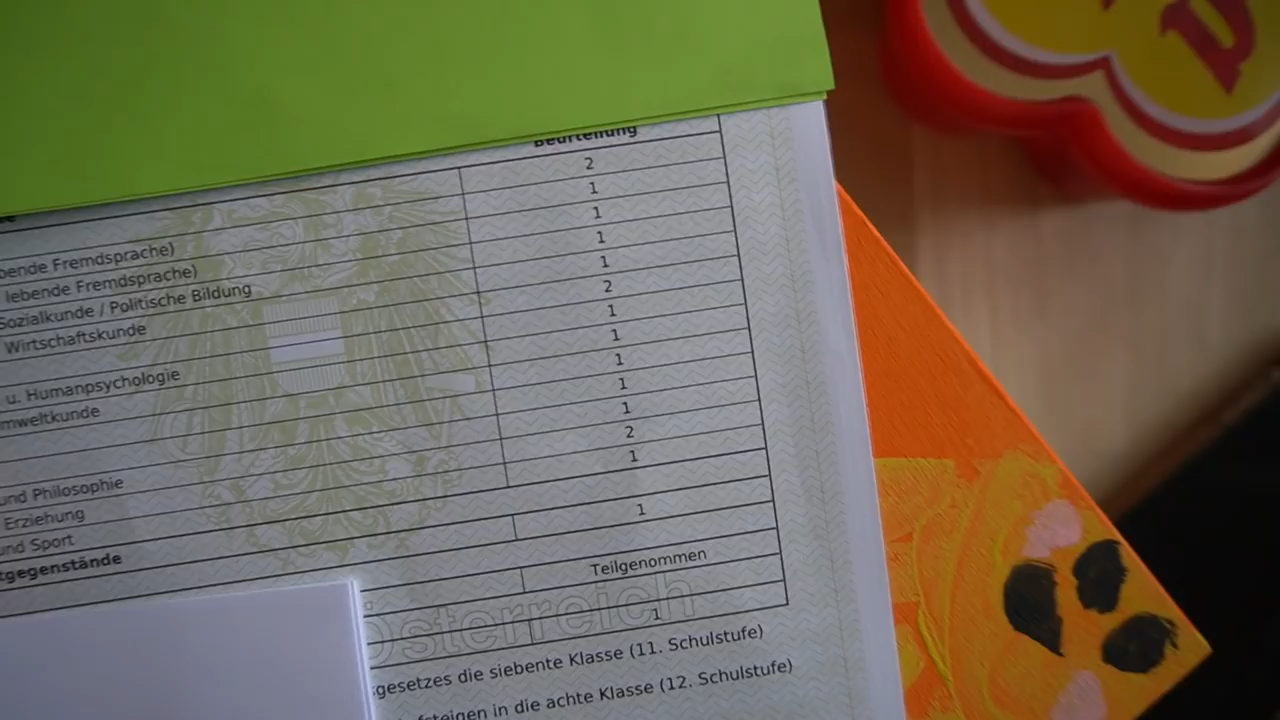 Beurteilung
2
bende Fremdsprache) 1
lebende Fremdsprache) 1
Sozialkunde / Politische Bildung 1
Wirtschaftskunde 1
2
u. Humanpsychologie 1
mweltkunde 1
1
1
und Philosophie 1
Erziehung 2
und Sport 1
tgegenstände
1
Teilgenommen
Österreich
1
gesetzes die siebente Klasse (11. Schulstufe)
fsteigen in die achte Klasse (12. Schulstufe)